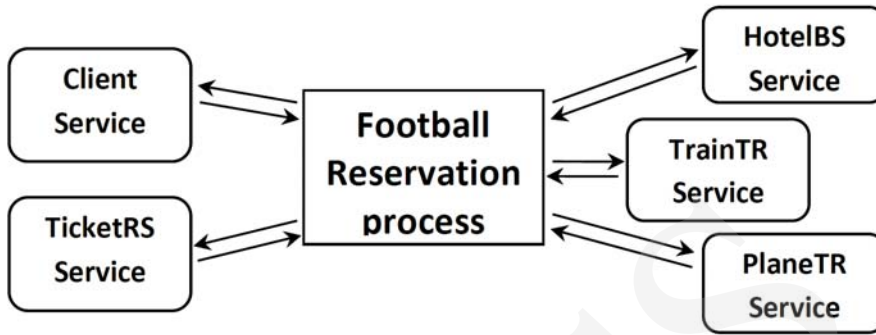 Client
Service
TicketRS
Service
Football
Reservation
process
HotelBS
Service
TrainTR
Service
PlaneTR
Service